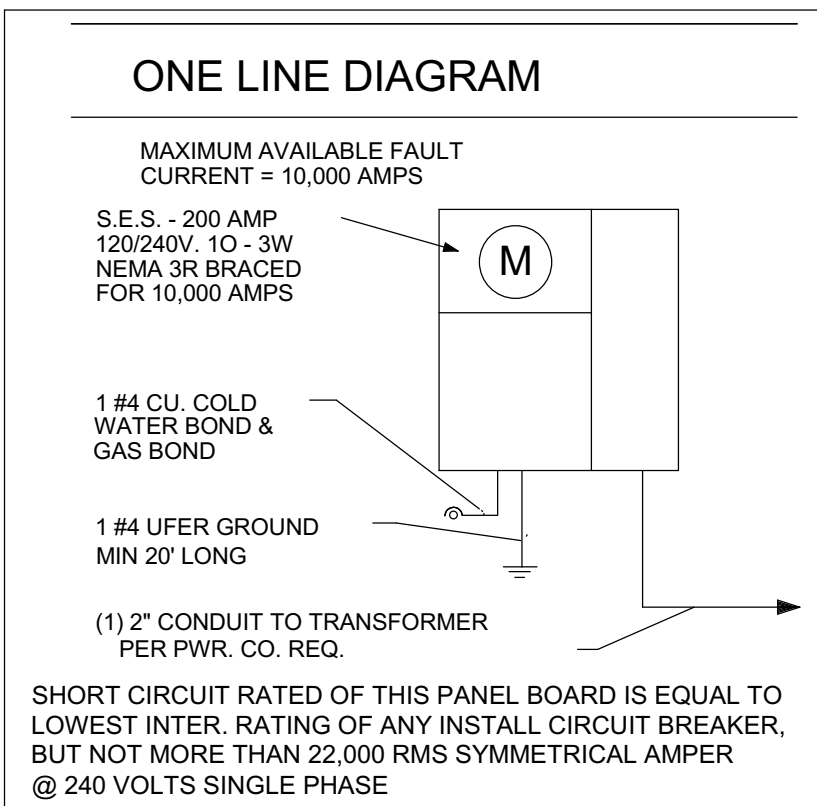 ONE LINE DIAGRAM
MAXIMUM AVAILABLE FAULT
CURRENT = 10,000 AMPS
S.E.S. - 200 AMP
120/240V. 1O - 3W
NEMA 3R BRACED
FOR 10,000 AMPS
M
1 #4 CU. COLD
WATER BOND &
GAS BOND
1 #4 UFER GROUND
MIN 20' LONG
(1) 2" CONDUIT TO TRANSFORMER
PER PWR. CO. REQ.
SHORT CIRCUIT RATED OF THIS PANEL BOARD IS EQUAL TO
LOWEST INTER. RATING OF ANY INSTALL CIRCUIT BREAKER,
BUT NOT MORE THAN 22,000 RMS SYMMETRICAL AMPER
@ 240 VOLTS SINGLE PHASE